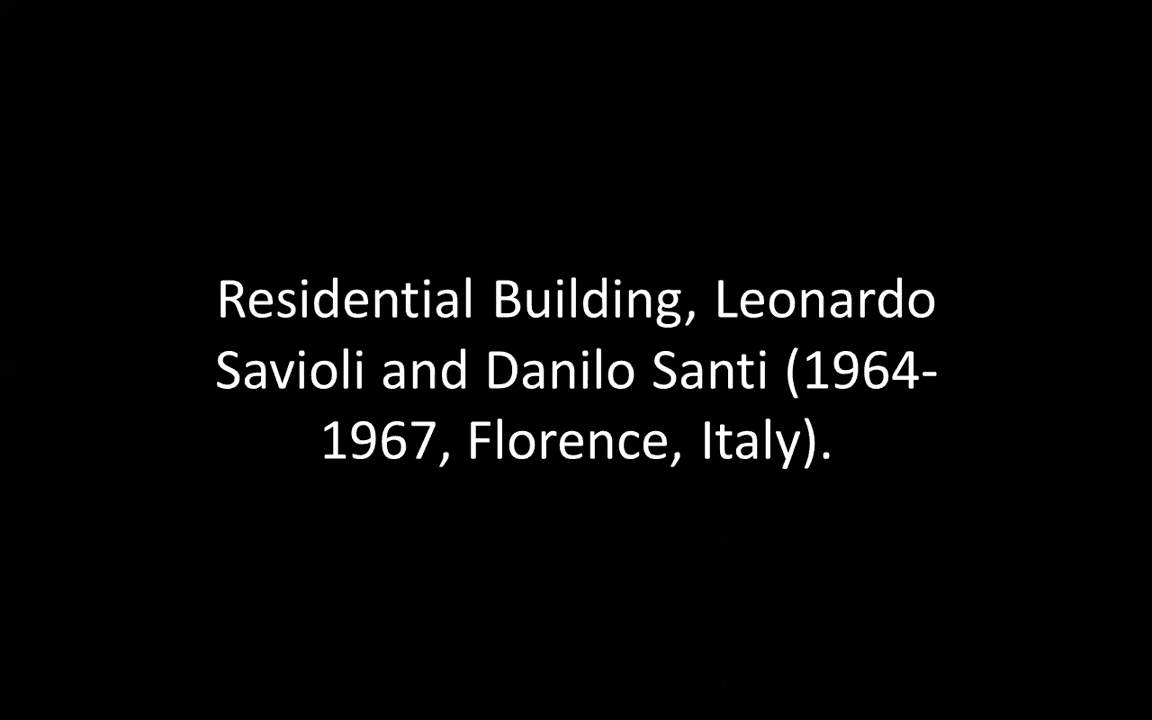 Residential Building, Leonardo
Savioli and Danilo Santi (1964-
1967, Florence, Italy).